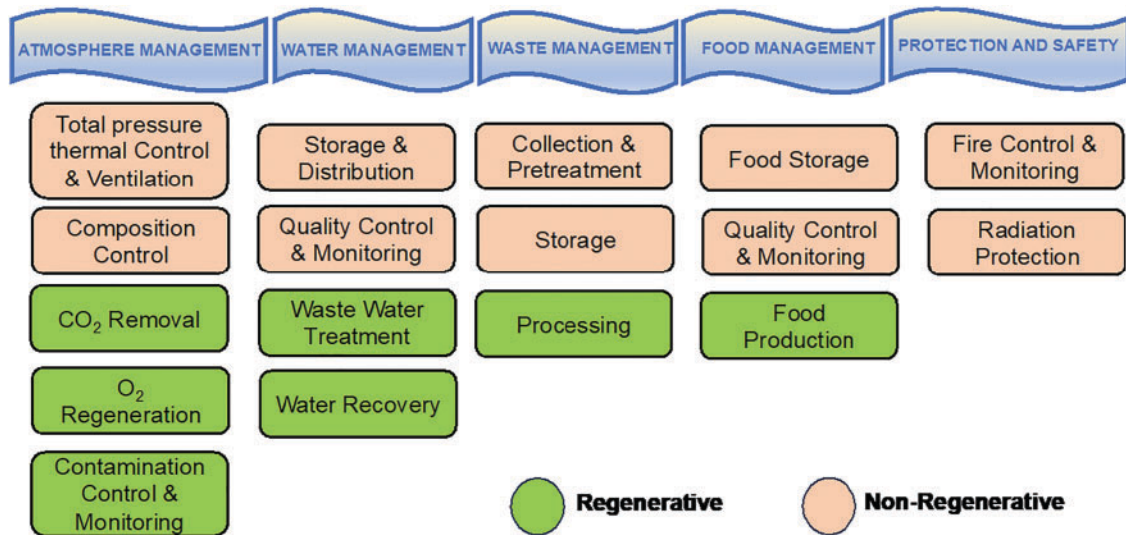 ATMOSPHERE MANAGEMENT
WATER MANAGEMENT
WASTE MANAGEMENT
FOOD MANAGEMENT
PROTECTION AND SAFETY
Total pressure
thermal Control
& Ventilation
Composition
Control
CO₂ Removal
O₂
Regeneration
Contamination
Control &
Monitoring
Storage &
Distribution
Quality Control
& Monitoring
Waste Water
Treatment
Water Recovery
Collection &
Pretreatment
Storage
Processing
Food Storage
Quality Control
& Monitoring
Food
Production
Fire Control &
Monitoring
Radiation
Protection
Regenerative
Non-Regenerative